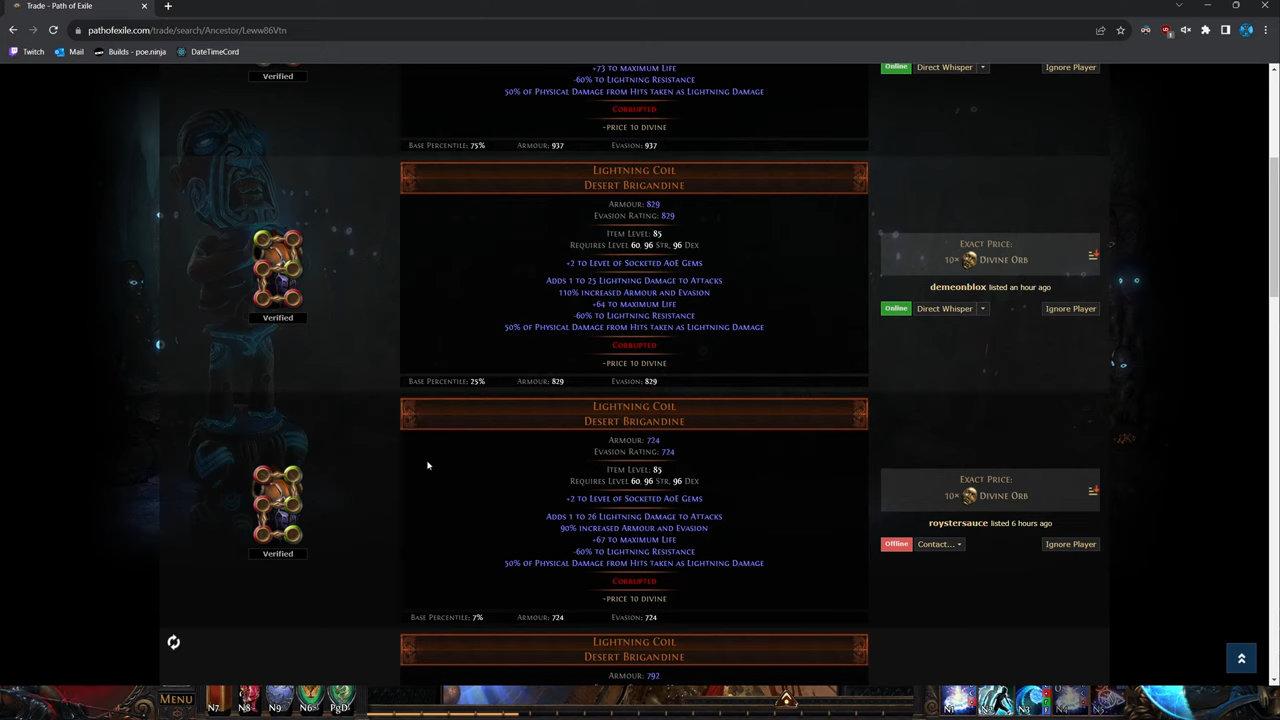 Trade - Path of Exile
pathofexile.com/trade/search/Ancestor/Leww86Vtn
Twitch Mail Builds - poe.ninja DateTimeCord
Verified
+73 to Maximum Life
-60% to Lightning Resistance
50% of Physical Damage from Hits taken as Lightning Damage
Corrupted
~price 10 divine
Base Percentile: 75% Armour: 937 Evasion: 937
Online Direct Whisper Ignore Player
Lightning Coil
Desert Brigandine
Armour: 829
Evasion Rating: 829
Item Level: 85
Requires Level 60, 96 Str, 96 Dex
+2 to Level of Socketed AoE Gems
Adds 1 to 25 Lightning Damage to Attacks
110% increased Armour and Evasion
+64 to Maximum Life
-60% to Lightning Resistance
50% of Physical Damage from Hits taken as Lightning Damage
Corrupted
~price 10 divine
Base Percentile: 25% Armour: 829 Evasion: 829
Verified
Exact Price:
10× Divine Orb
demeonblox listed an hour ago
Online Direct Whisper Ignore Player
Lightning Coil
Desert Brigandine
Armour: 724
Evasion Rating: 724
Item Level: 85
Requires Level 60, 96 Str, 96 Dex
+2 to Level of Socketed AoE Gems
Adds 1 to 26 Lightning Damage to Attacks
90% increased Armour and Evasion
+67 to Maximum Life
-60% to Lightning Resistance
50% of Physical Damage from Hits taken as Lightning Damage
Corrupted
~price 10 divine
Base Percentile: 7% Armour: 724 Evasion: 724
Verified
Exact Price:
10× Divine Orb
roystersauce listed 6 hours ago
Offline Contact... Ignore Player
Lightning Coil
Desert Brigandine
Armour: 792
Menu N7 N8 N9 N6 PgD N1 N3 N5